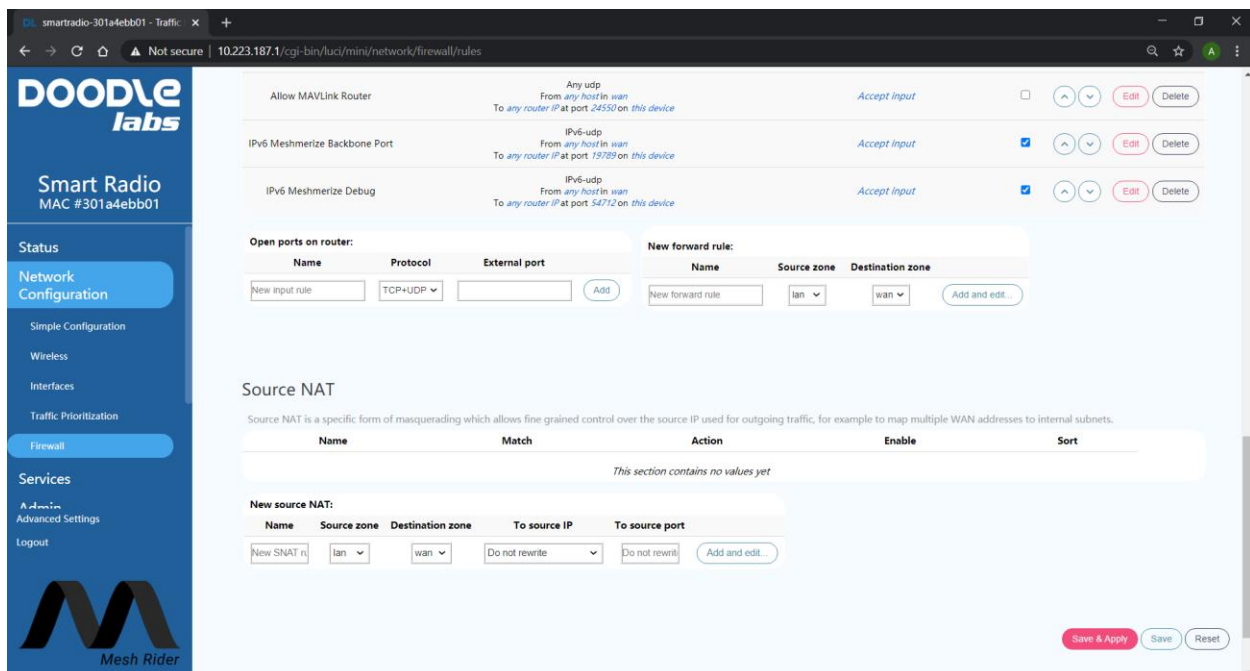 DL smartradio-301a4ebb01 - Traffic
Not secure | 10.223.187.1/cgi-bin/luci/mini/network/firewall/rules
A
DOODLE
labs
Smart Radio
MAC #301a4ebb01
Status
Network
Configuration
Simple Configuration
Wireless
Interfaces
Traffic Prioritization
Firewall
Services
Admin
Advanced Settings
Logout
Mesh Rider
Any udp
Allow MAVLink Router From any host in wan Accept input Edit Delete
To any router IP at port 24550 on this device
IPv6-udp
IPv6 Meshmerize Backbone Port From any host in wan Accept input Edit Delete
To any router IP at port 19789 on this device
IPv6-udp
IPv6 Meshmerize Debug From any host in wan Accept input Edit Delete
To any router IP at port 54712 on this device
Open ports on router:
Name Protocol External port
New input rule TCP+UDP Add
New forward rule:
Name Source zone Destination zone
New forward rule lan wan Add and edit...
Source NAT
Source NAT is a specific form of masquerading which allows fine grained control over the source IP used for outgoing traffic, for example to map multiple WAN addresses to internal subnets.
Name Match Action Enable Sort
This section contains no values yet
New source NAT:
Name Source zone Destination zone To source IP To source port
New SNAT r lan wan Do not rewrite Do not rewrit Add and edit...
Save & Apply Save Reset